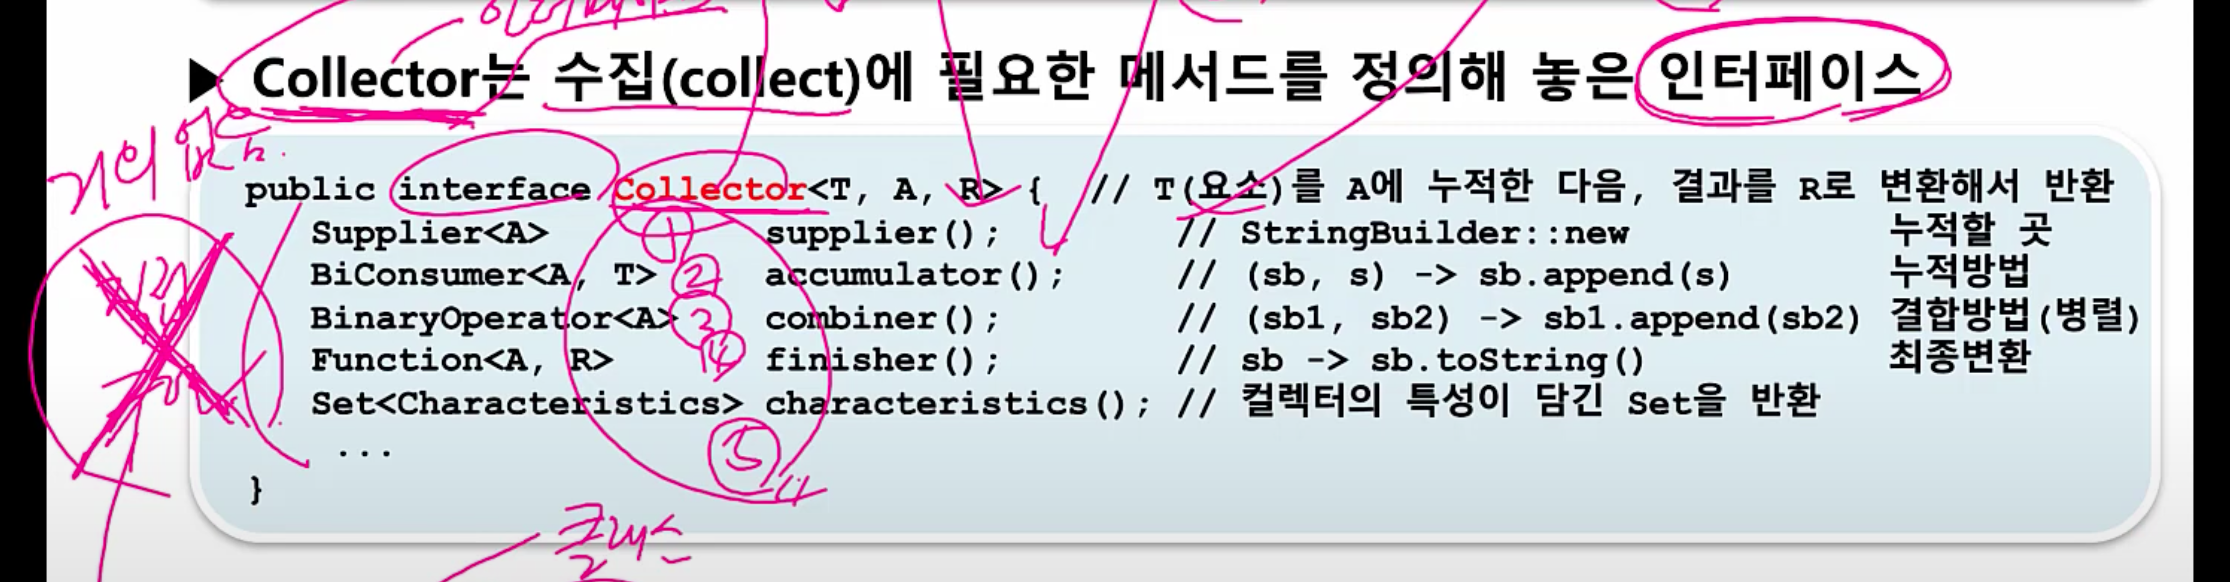 인터페이스
▶ Collector는 수집(collect)에 필요한 메서드를 정의해 놓은 인터페이스
거의 없음.
public interface Collector<T, A, R> { // T(요소)를 A에 누적한 다음, 결과를 R로 변환해서 반환
Supplier<A> ① supplier(); // StringBuilder::new 누적할 곳
BiConsumer<A, T> ② accumulator(); // (sb, s) -> sb.append(s) 누적방법
BinaryOperator<A> ③ combiner(); // (sb1, sb2) -> sb1.append(sb2) 결합방법(병렬)
Function<A, R> ④ finisher(); // sb -> sb.toString() 최종변환
Set<Characteristics> characteristics(); // 컬렉터의 특성이 담긴 Set을 반환
... ⑤
}
클래스